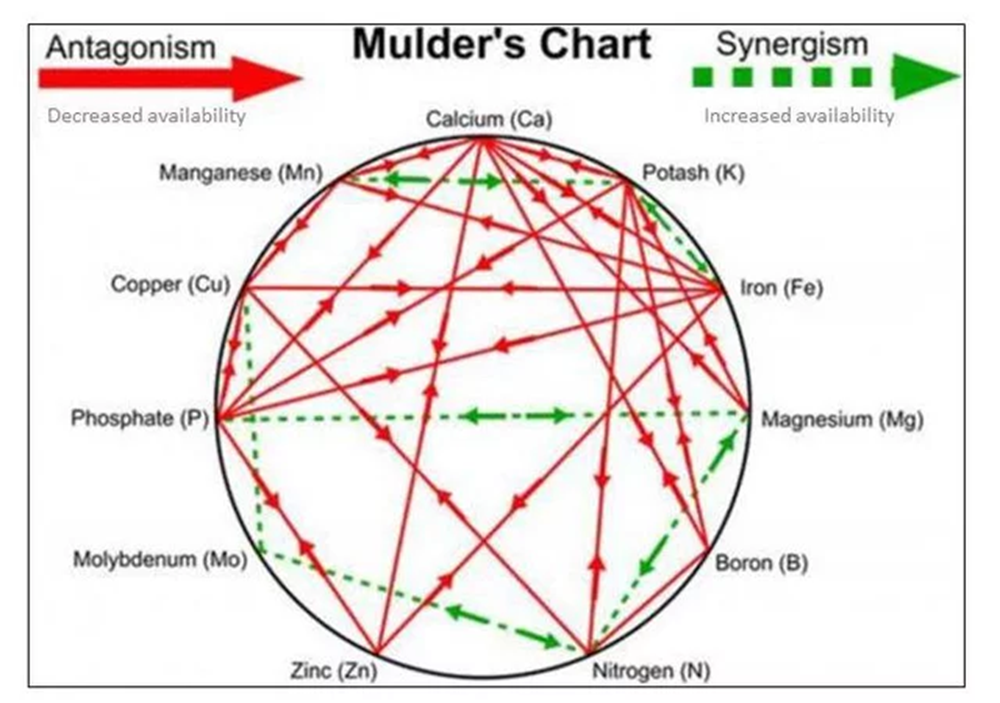 Mulder's Chart
Antagonism
Decreased availability
Synergism
Increased availability
Calcium (Ca)
Manganese (Mn)
Potash (K)
Copper (Cu)
Iron (Fe)
Phosphate (P)
Magnesium (Mg)
Molybdenum (Mo)
Boron (B)
Zinc (Zn)
Nitrogen (N)